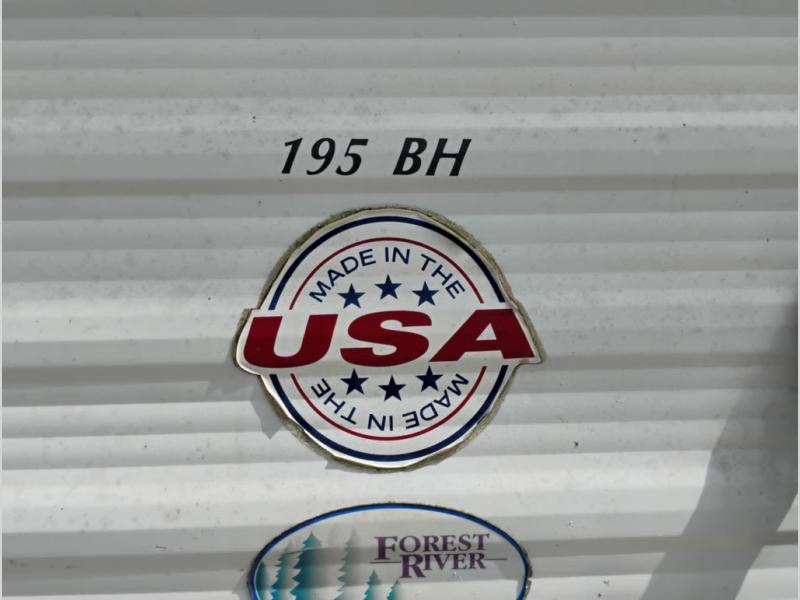 195 BH
MADE IN THE
USA
MADE IN THE
FOREST
RIVER